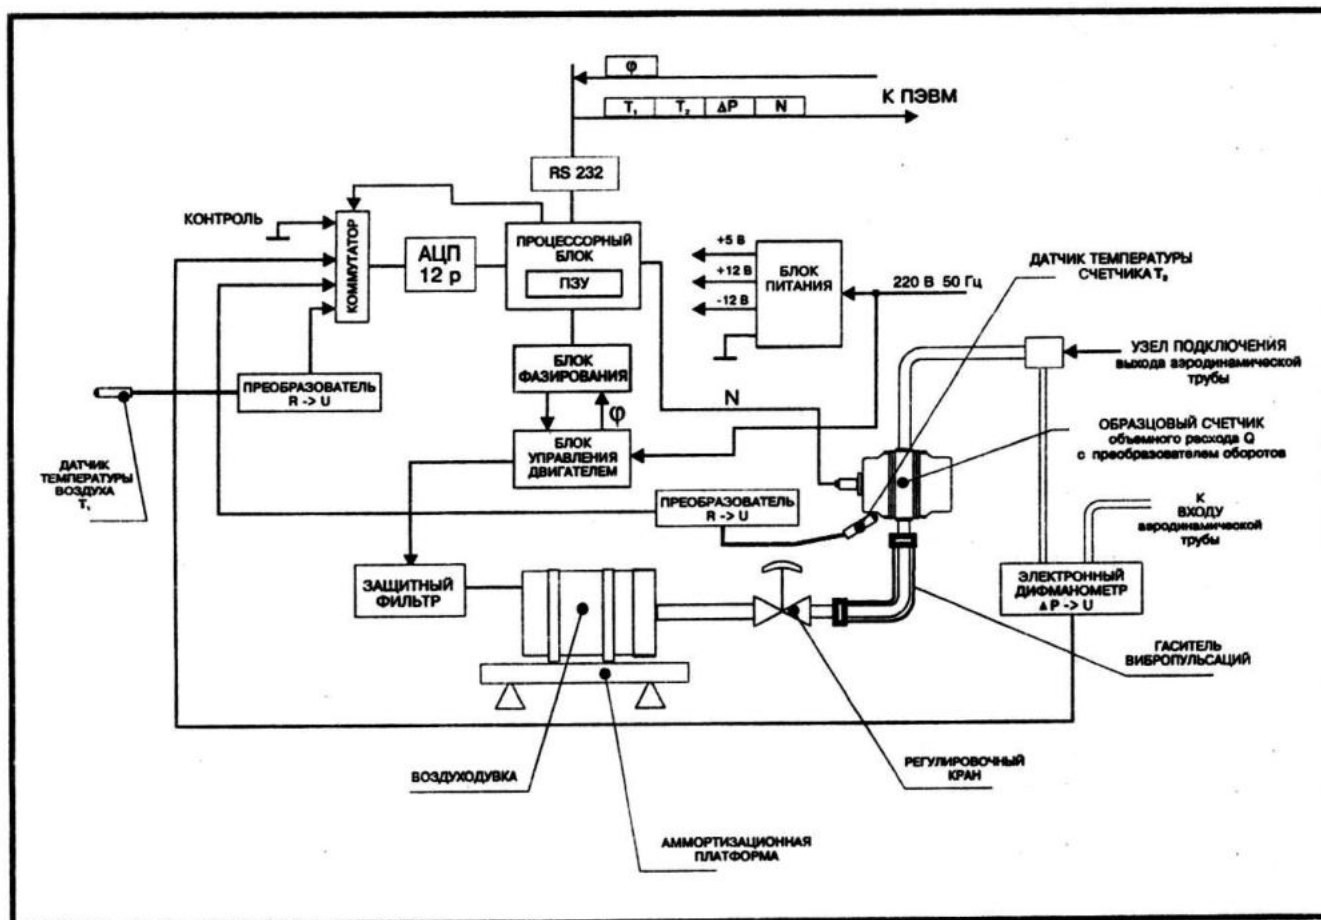 φ
К ПЭВМ
T₁ T₂ ΔP N
RS 232
КОНТРОЛЬ
КОММУТАТОР
АЦП
12 р
ПРОЦЕССОРНЫЙ
БЛОК
ПЗУ
+5 В
+12 В
-12 В
БЛОК
ПИТАНИЯ
220 В 50 Гц
ДАТЧИК ТЕМПЕРАТУРЫ
СЧЕТЧИКА T₂
УЗЕЛ ПОДКЛЮЧЕНИЯ
выхода аэродинамической
трубы
БЛОК
ФАЗИРОВАНИЯ
ПРЕОБРАЗОВАТЕЛЬ
R -> U
N
φ
ОБРАЗЦОВЫЙ СЧЕТЧИК
объемного расхода Q
с преобразователем оборотов
БЛОК
УПРАВЛЕНИЯ
ДВИГАТЕЛЕМ
ДАТЧИК
ТЕМПЕРАТУРЫ
ВОЗДУХА
T₁
ПРЕОБРАЗОВАТЕЛЬ
R -> U
К
ВХОДУ
аэродинамической
трубы
ЗАЩИТНЫЙ
ФИЛЬТР
ЭЛЕКТРОННЫЙ
ДИФМАНОМЕТР
Δ P -> U
ГАСИТЕЛЬ
ВИБРОПУЛЬСАЦИЙ
ВОЗДУХОДУВКА
РЕГУЛИРОВОЧНЫЙ
КРАН
АММОРТИЗАЦИОННАЯ
ПЛАТФОРМА